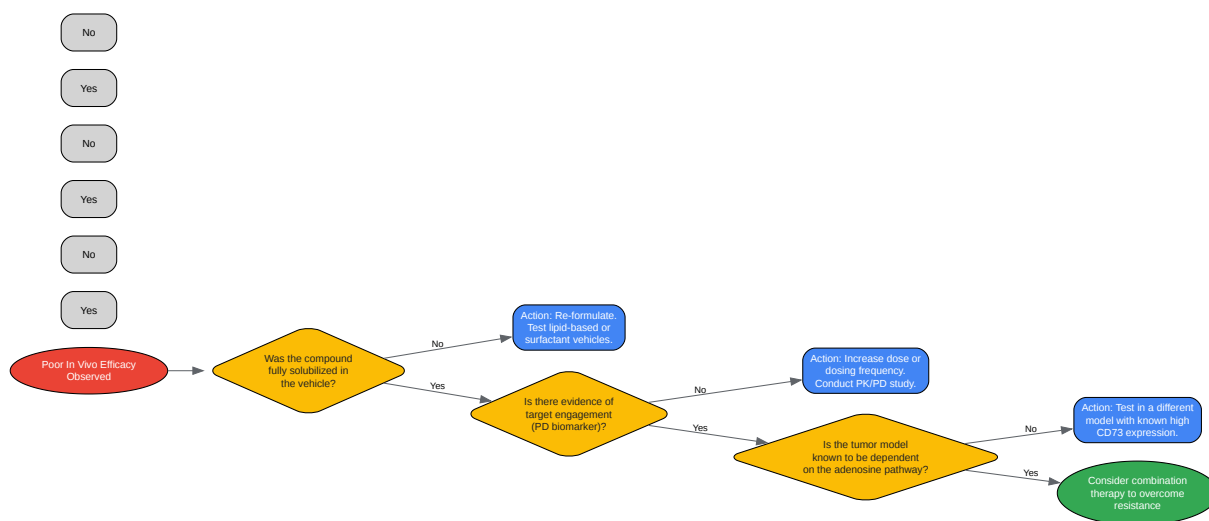 No
Yes
No
Yes
No
Yes
Poor In Vivo Efficacy
Observed
Was the compound
fully solubilized in
the vehicle?
No
Yes
Action: Re-formulate.
Test lipid-based or
surfactant vehicles.
Is there evidence of
target engagement
(PD biomarker)?
No
Yes
Action: Increase dose or
dosing frequency.
Conduct PK/PD study.
Is the tumor model
known to be dependent
on the adenosine pathway?
No
Yes
Action: Test in a different
model with known high
CD73 expression.
Consider combination
therapy to overcome
resistance